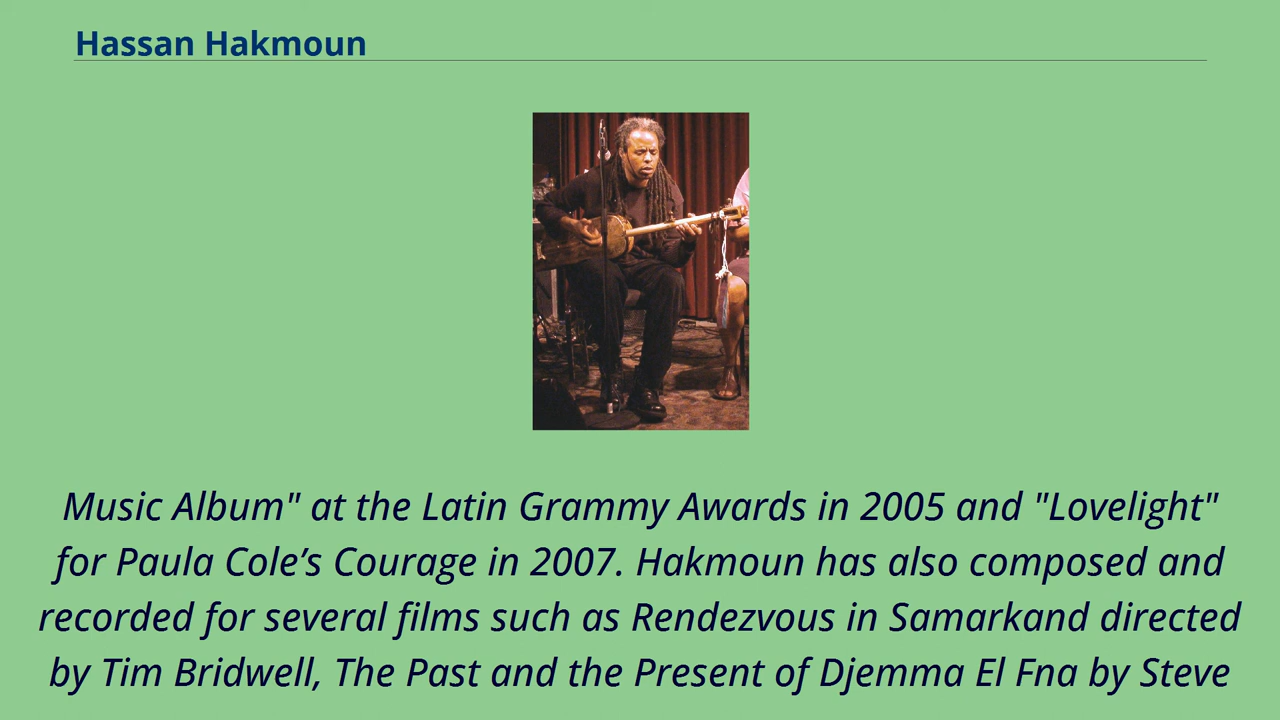 Hassan Hakmoun
Music Album" at the Latin Grammy Awards in 2005 and "Lovelight"
for Paula Cole’s Courage in 2007. Hakmoun has also composed and
recorded for several films such as Rendezvous in Samarkand directed
by Tim Bridwell, The Past and the Present of Djemma El Fna by Steve